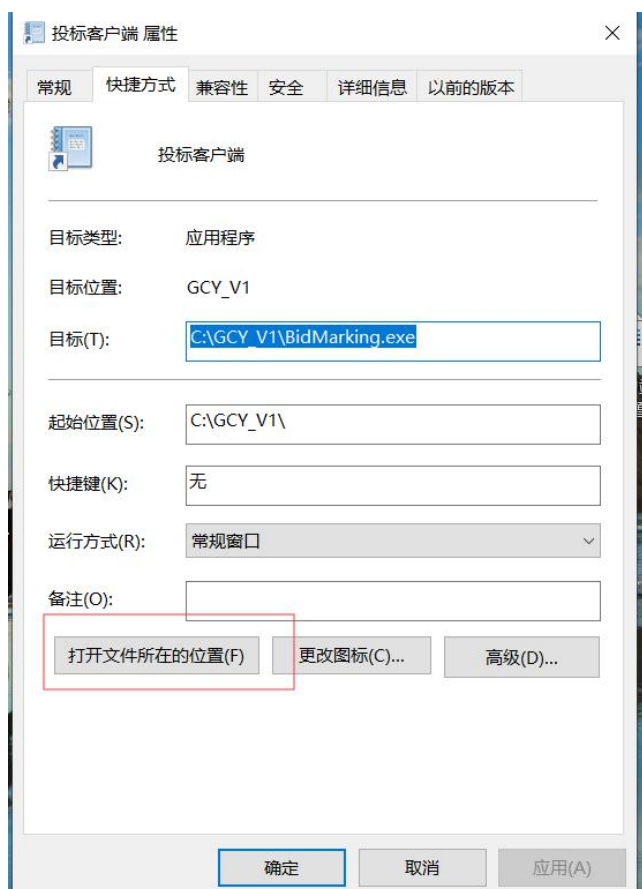 投标客户端 属性
常规 快捷方式 兼容性 安全 详细信息 以前的版本
投标客户端
目标类型: 应用程序
目标位置: GCY_V1
目标(T): C:\GCY_V1\BidMarking.exe
起始位置(S): C:\GCY_V1\
快捷键(K): 无
运行方式(R): 常规窗口
备注(O):
打开文件所在的位置(F) 更改图标(C)... 高级(D)...
确定 取消 应用(A)